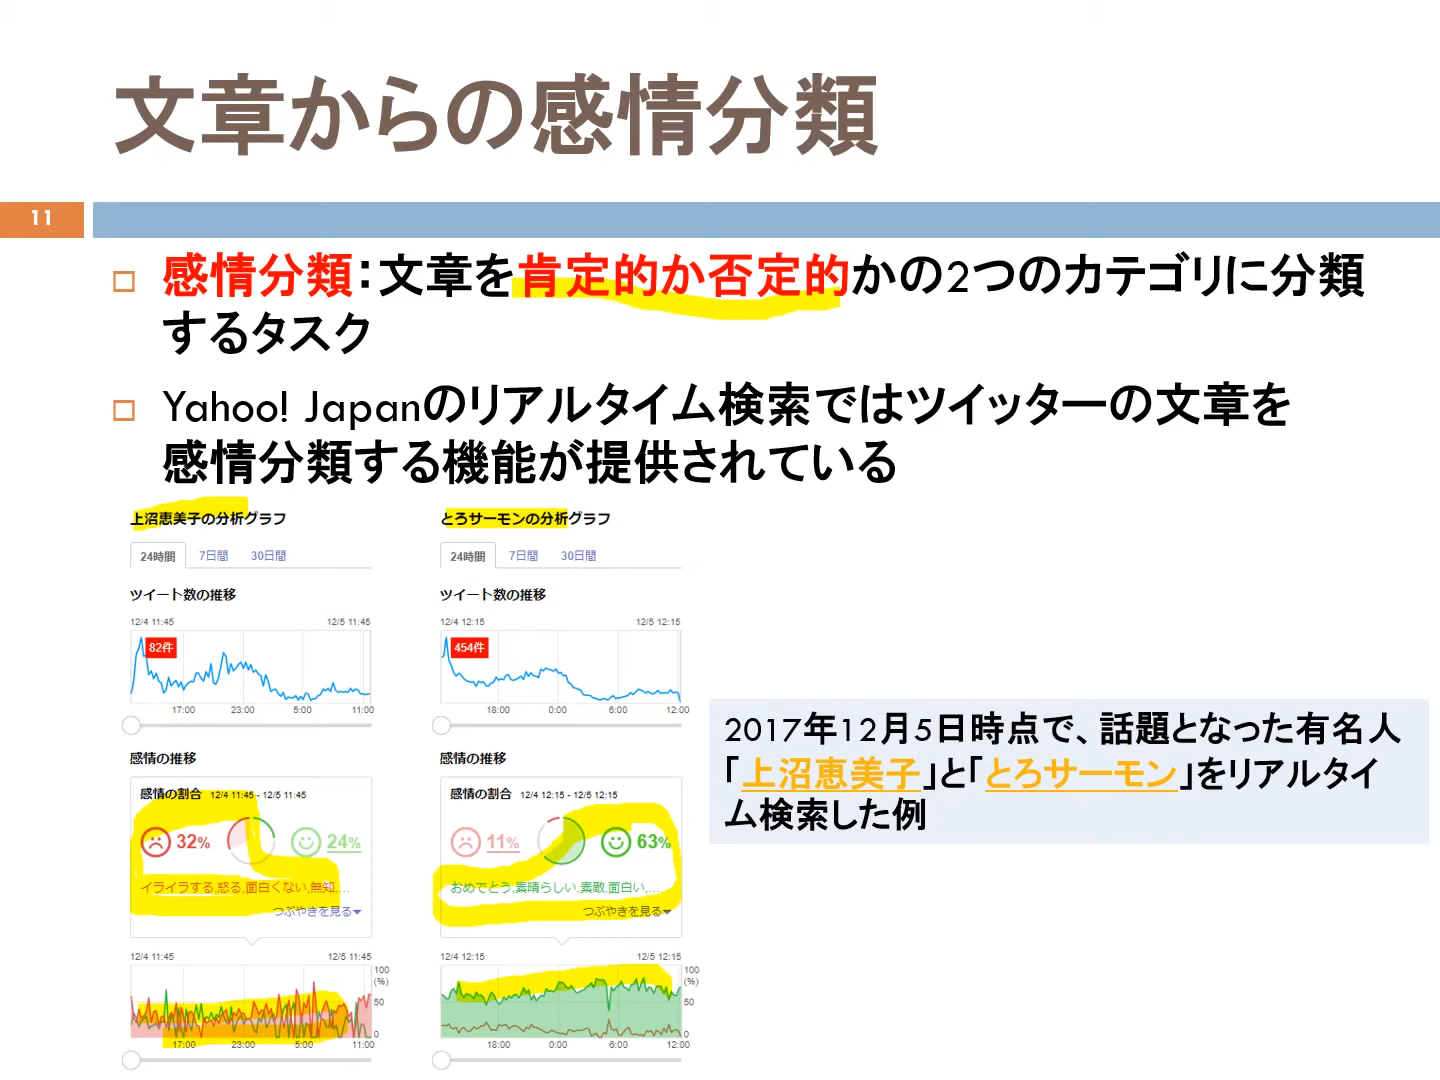 文章からの感情分類
11
感情分類：文章を肯定的か否定的かの2つのカテゴリに分類
するタスク
Yahoo! Japanのリアルタイム検索ではツイッターの文章を
感情分類する機能が提供されている
上沼恵美子の分析グラフ
24時間 7日間 30日間
ツイート数の推移
12/4 11:45 12/5 11:45
82件
17:00 23:00 5:00 11:00
感情の推移
感情の割合 12/4 11:45 - 12/5 11:45
32% 24%
イライラする,怒る,面白くない,無知,...
つぶやきを見る
12/4 11:45 12/5 11:45
100
(%)
50
0
17:00 23:00 5:00 11:00
とろサーモンの分析グラフ
24時間 7日間 30日間
ツイート数の推移
12/4 12:15 12/5 12:15
454件
18:00 0:00 6:00 12:00
感情の推移
感情の割合 12/4 12:15 - 12/5 12:15
11% 63%
おめでとう,素晴らしい,素敵,面白い,...
つぶやきを見る
12/4 12:15 12/5 12:15
100
(%)
50
0
18:00 0:00 6:00 12:00
2017年12月5日時点で、話題となった有名人
「上沼恵美子」と「とろサーモン」をリアルタイ
ム検索した例